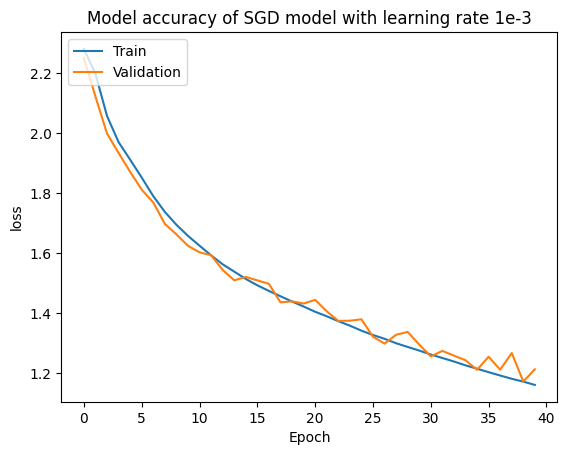 Model accuracy of SGD model with learning rate 1e-3
Train
Validation
2.2
2.0
1.8
1.6
1.4
1.2
loss
0 5 10 15 20 25 30 35 40
Epoch